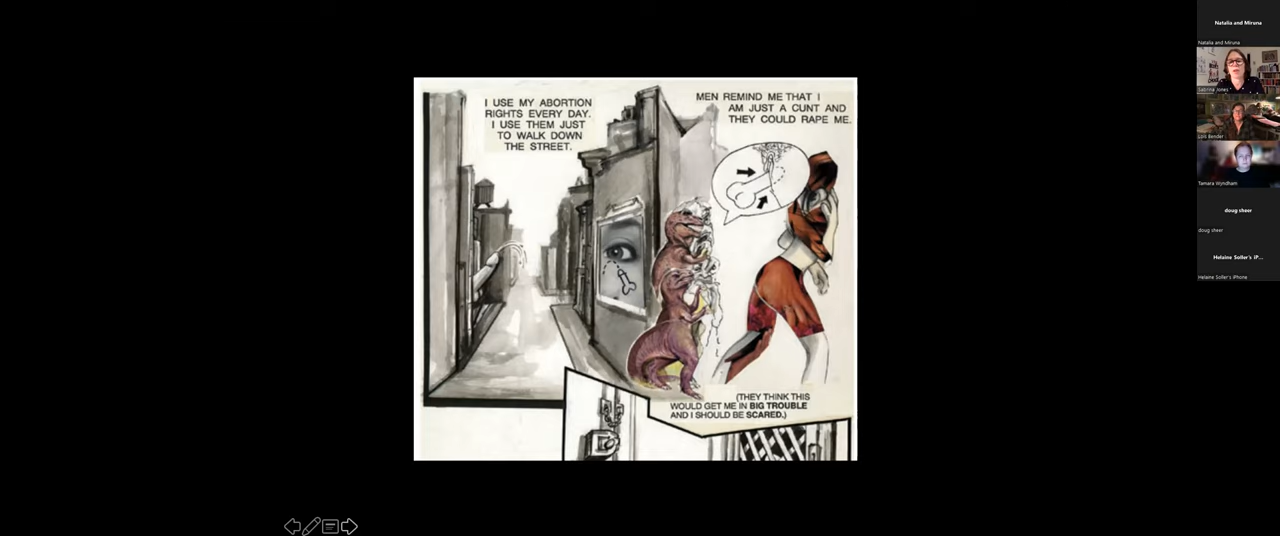 I USE MY ABORTION
RIGHTS EVERY DAY.
I USE THEM JUST
TO WALK DOWN
THE STREET.
MEN REMIND ME THAT I
AM JUST A CUNT AND
THEY COULD RAPE ME.
(THEY THINK THIS
WOULD GET ME IN BIG TROUBLE
AND I SHOULD BE SCARED.)
Natalia and Miruna
Natalia and Miruna
Sabrina Jones
Lois Bender
Tamara Wyndham
doug sheer
doug sheer
Helaine Soller's iP...
Helaine Soller's iPhone